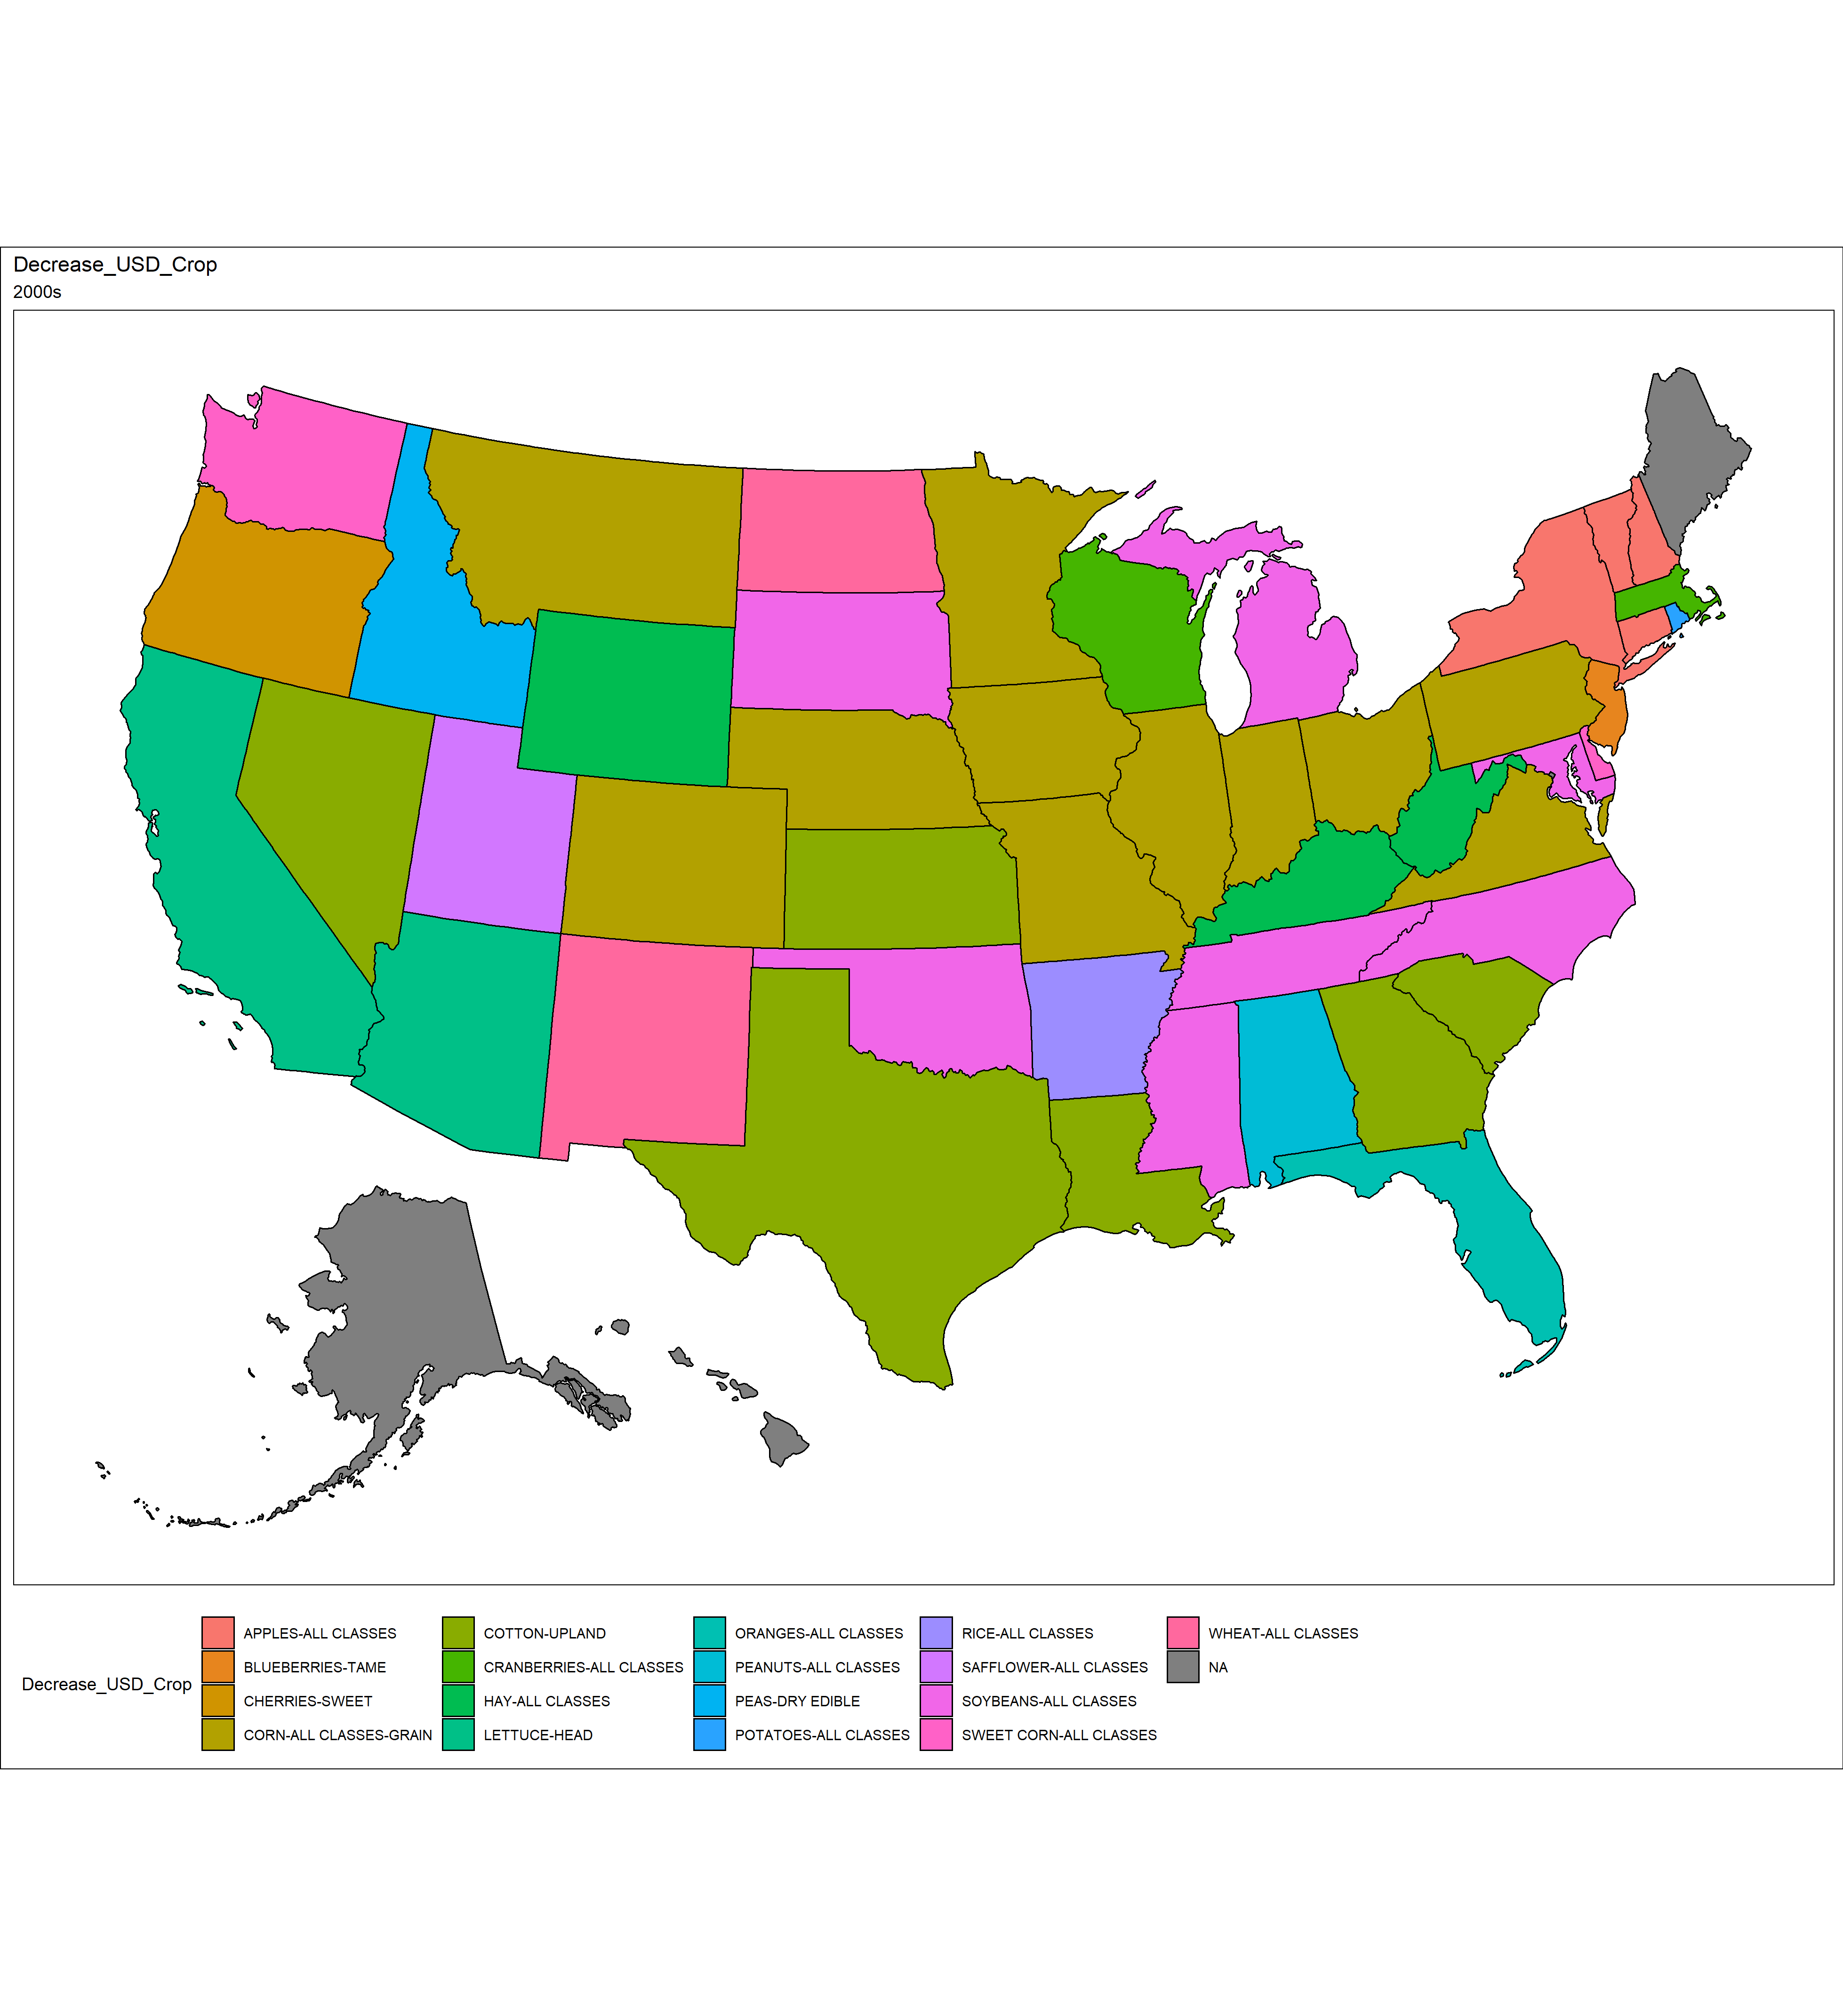 Decrease_USD_Crop
2000s
Decrease_USD_Crop
APPLES-ALL CLASSES
BLUEBERRIES-TAME
CHERRIES-SWEET
CORN-ALL CLASSES-GRAIN
COTTON-UPLAND
CRANBERRIES-ALL CLASSES
HAY-ALL CLASSES
LETTUCE-HEAD
ORANGES-ALL CLASSES
PEANUTS-ALL CLASSES
PEAS-DRY EDIBLE
POTATOES-ALL CLASSES
RICE-ALL CLASSES
SAFFLOWER-ALL CLASSES
SOYBEANS-ALL CLASSES
SWEET CORN-ALL CLASSES
WHEAT-ALL CLASSES
NA